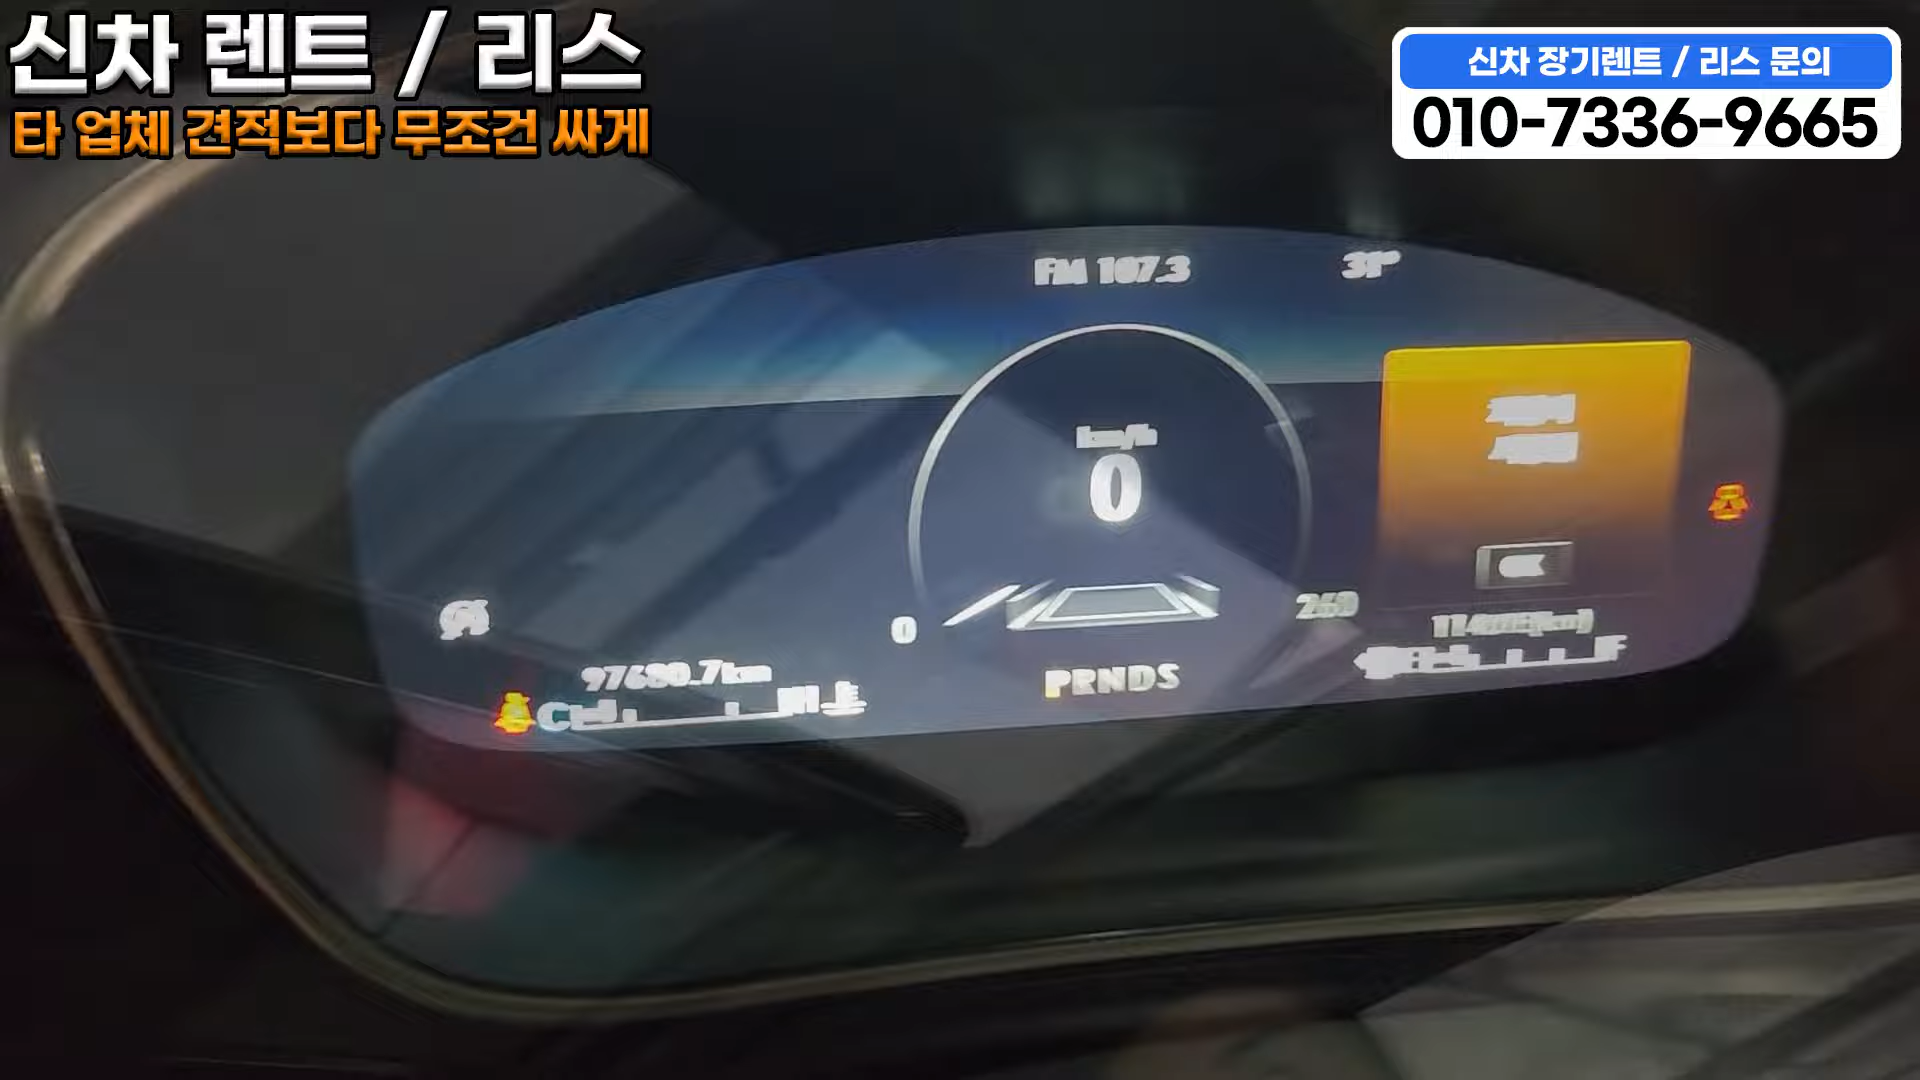 신차 렌트 / 리스
타 업체 견적보다 무조건 싸게
신차 장기렌트 / 리스 문의
010-7336-9665
FM 107.3
31°
km/h
0
0
260
PRNDS
C
H
F